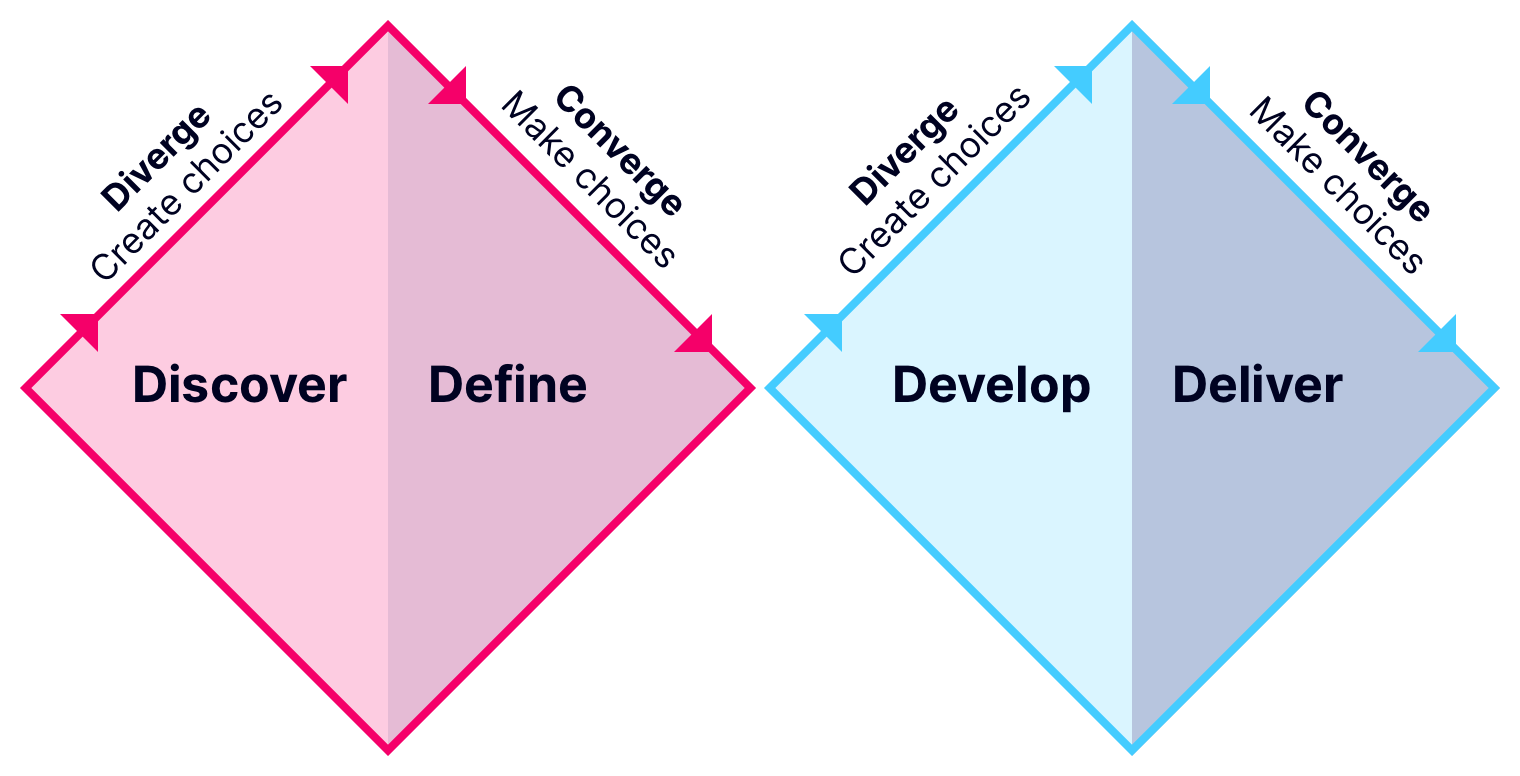 Diverge
Create choices
Converge
Make choices
Discover
Define
Diverge
Create choices
Converge
Make choices
Develop
Deliver